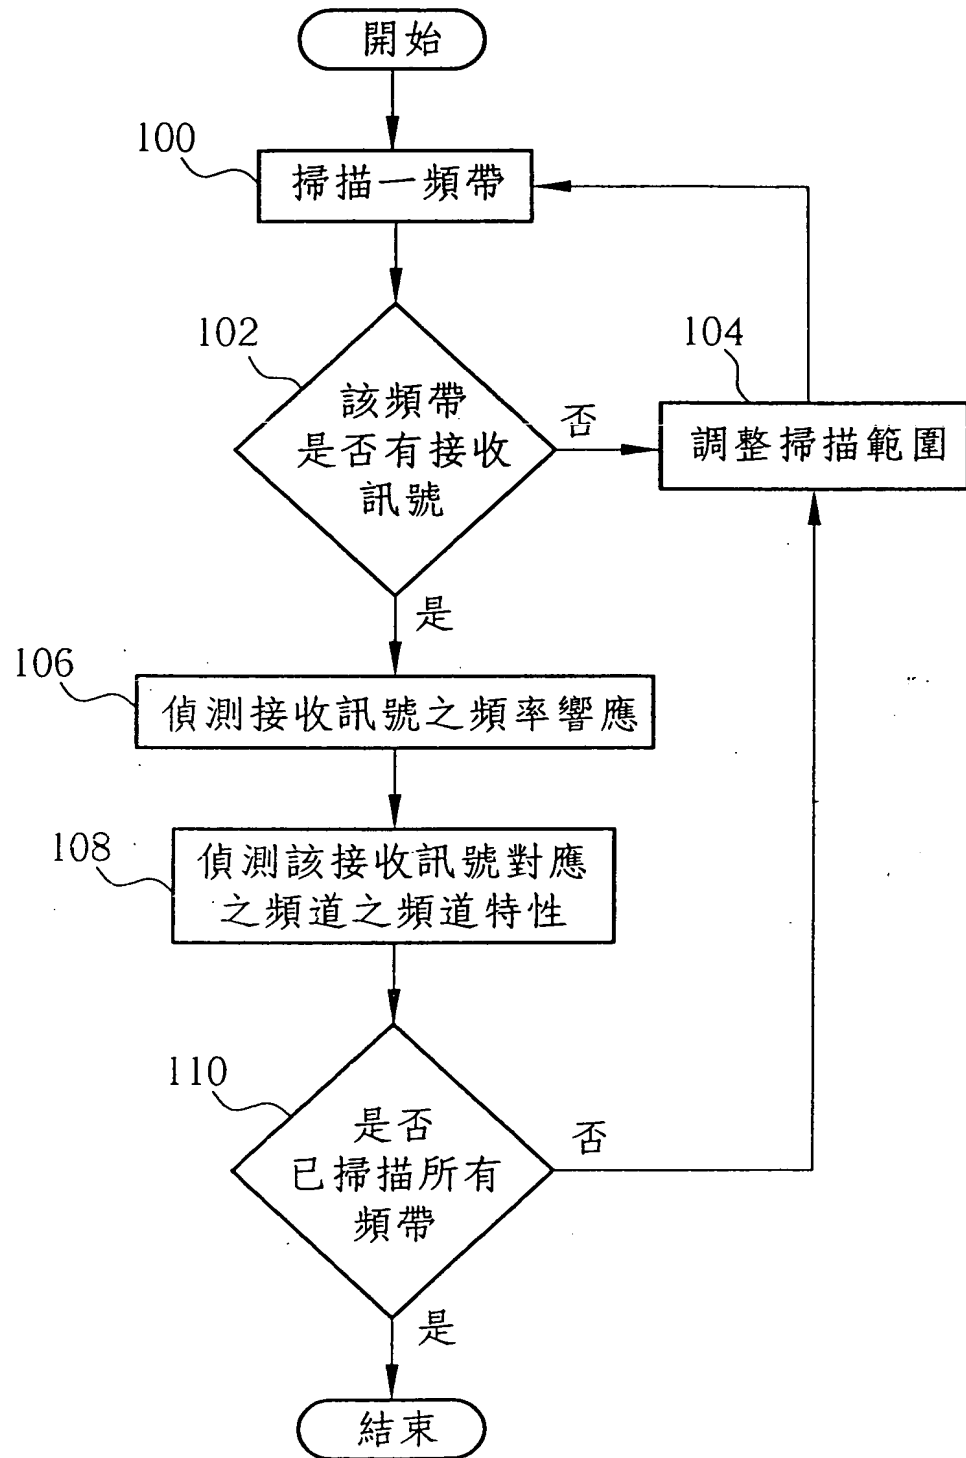 開始
100
掃描一頻帶
102
該頻帶
是否有接收
訊號
否
104
調整掃描範圍
是
106
偵測接收訊號之頻率響應
108
偵測該接收訊號對應
之頻道之頻道特性
110
是否
已掃描所有
頻帶
否
是
結束